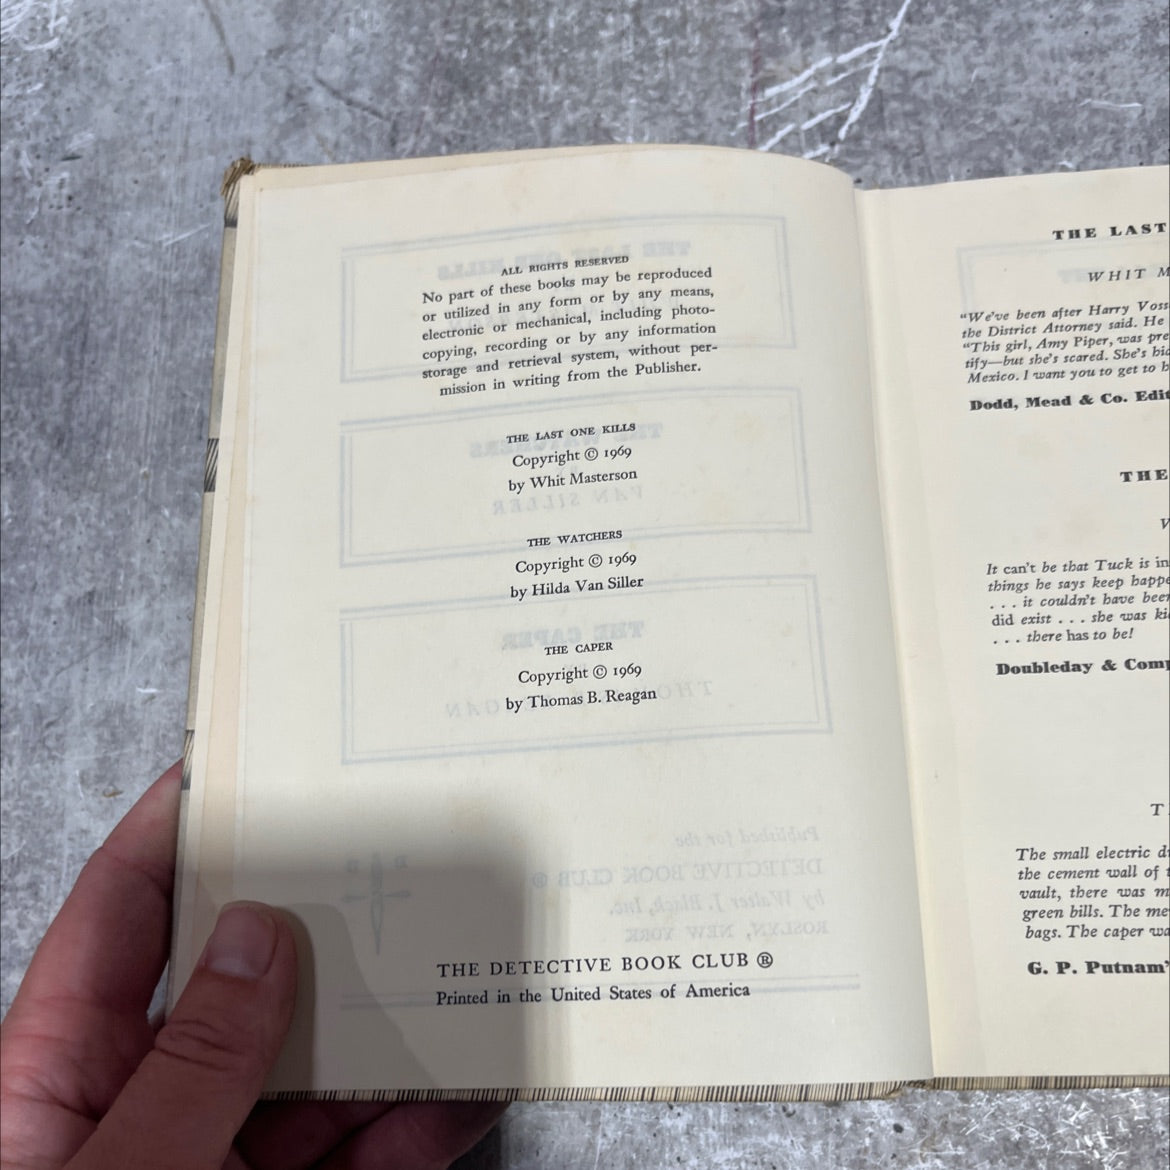 ALL RIGHTS RESERVED
No part of these books may be reproduced
or utilized in any form or by any means,
electronic or mechanical, including photo-
copying, recording or by any information
storage and retrieval system, without per-
mission in writing from the Publisher.
THE LAST ONE KILLS
Copyright © 1969
by Whit Masterson
THE WATCHERS
Copyright © 1969
by Hilda Van Siller
THE CAPER
Copyright © 1969
by Thomas B. Reagan
THE DETECTIVE BOOK CLUB ®
Printed in the United States of America
THE LAST
WHIT M
"We've been after Harry Voss
the District Attorney said. He
"This girl, Amy Piper, was pre
tify—but she's scared. She's hid
Mexico. I want you to get to h
Dodd, Mead & Co. Edit
THE
V
It can't be that Tuck is in
things he says keep happe
. . . it couldn't have been
did exist . . . she was ki
. . . there has to be!
Doubleday & Comp
T
The small electric d
the cement wall of t
vault, there was m
green bills. The me
bags. The caper wa
G. P. Putnam'